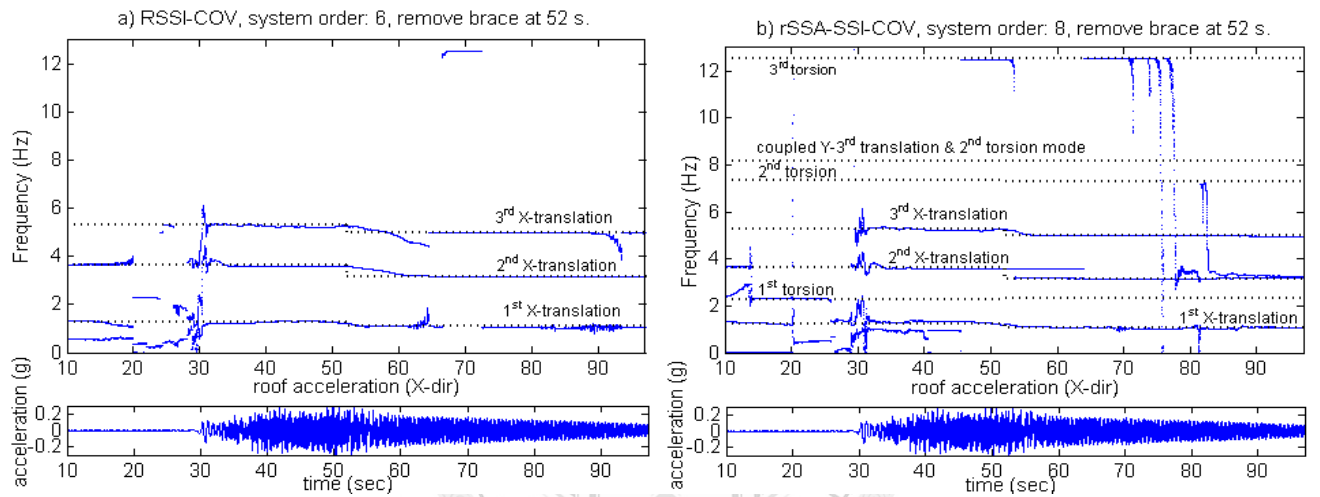 a) RSSI-COV, system order: 6, remove brace at 52 s.
Frequency (Hz)
12
10
8
6
4
2
0
3rd X-translation
2nd X-translation
1st X-translation
10 20 30 40 50 60 70 80 90
roof acceleration (X-dir)
acceleration (g)
0.2
0
-0.2
10 20 30 40 50 60 70 80 90
time (sec)
b) rSSA-SSI-COV, system order: 8, remove brace at 52 s.
Frequency (Hz)
12
10
8
6
4
2
0
3rd torsion
coupled Y-3rd translation & 2nd torsion mode
2nd torsion
3rd X-translation
2nd X-translation
1st torsion
1st X-translation
10 20 30 40 50 60 70 80 90
roof acceleration (X-dir)
acceleration (g)
0.2
0
-0.2
10 20 30 40 50 60 70 80 90
time (sec)